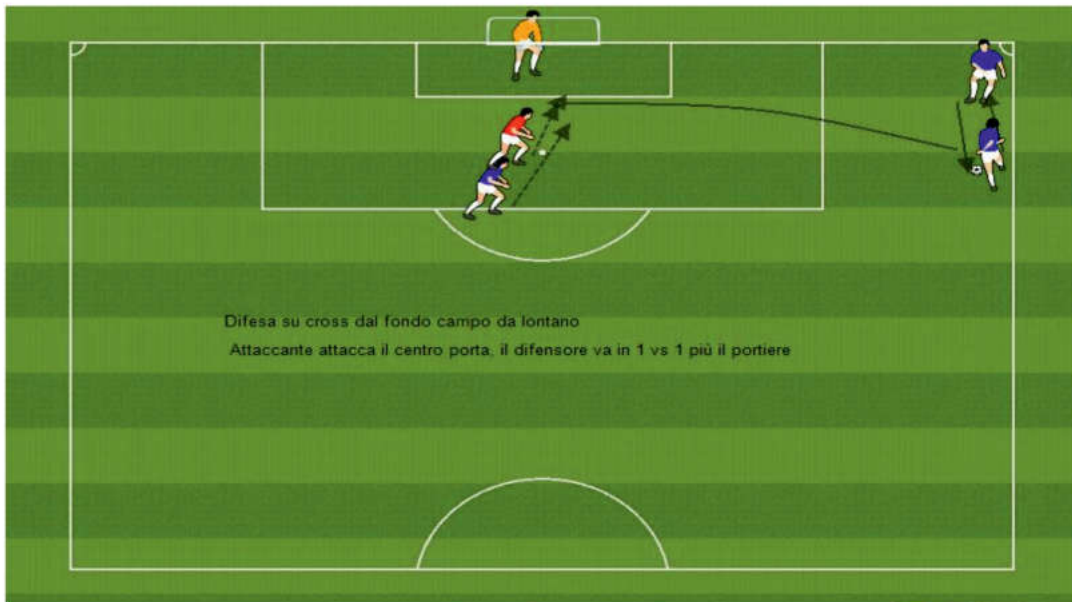 Difesa su cross dal fondo campo da lontano
Attaccante attacca il centro porta, il difensore va in 1 vs 1 più il portiere